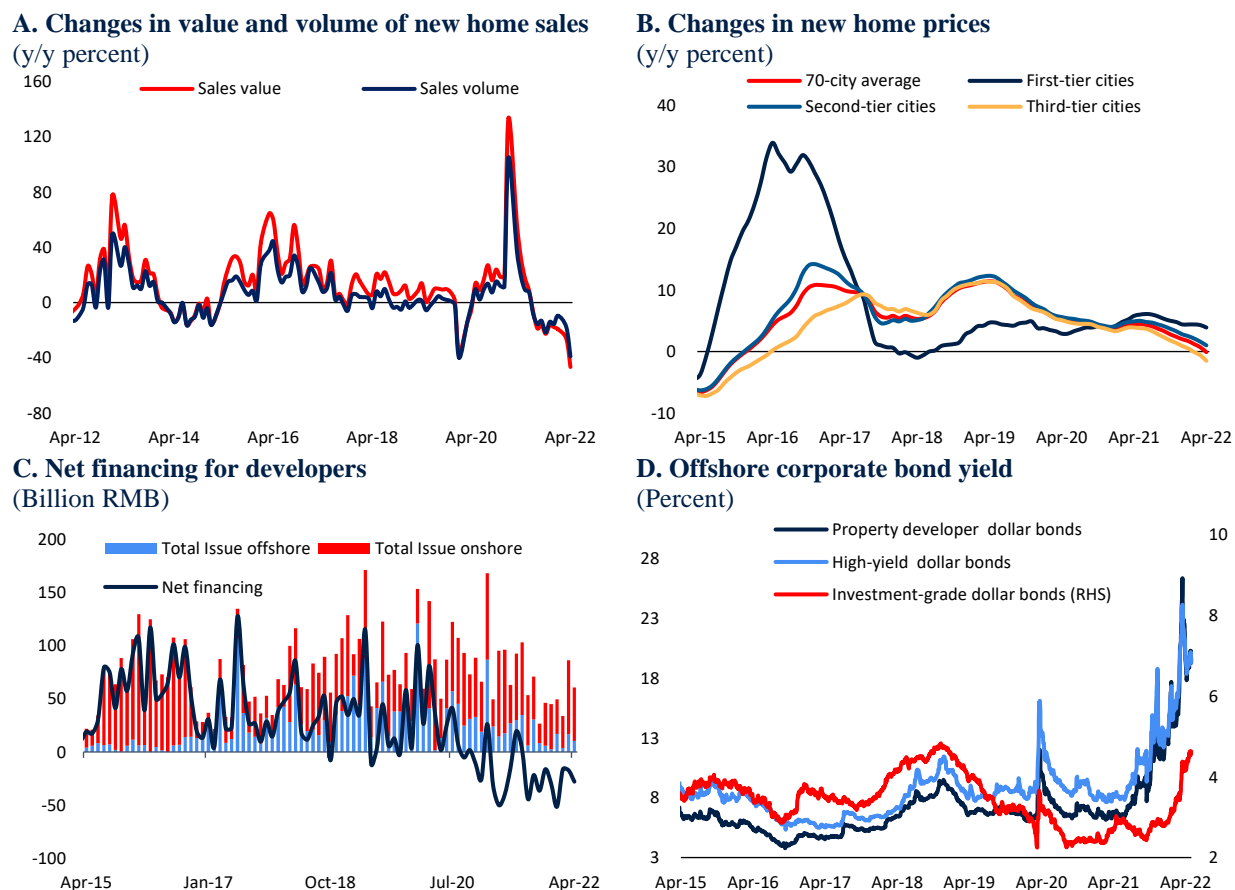 A. Changes in value and volume of new home sales
(y/y percent)
160
Sales value
Sales volume
120
80
40
0
-40
-80
Apr-12
Apr-14
Apr-16
Apr-18
Apr-20
Apr-22
B. Changes in new home prices
(y/y percent)
70-city average
First-tier cities
Second-tier cities
Third-tier cities
40
30
20
10
0
-10
Apr-15
Apr-16
Apr-17
Apr-18
Apr-19
Apr-20
Apr-21
Apr-22
C. Net financing for developers
(Billion RMB)
200
Total Issue offshore
Total Issue onshore
Net financing
150
100
50
0
-50
-100
Apr-15
Jan-17
Oct-18
Jul-20
Apr-22
D. Offshore corporate bond yield
(Percent)
Property developer dollar bonds
High-yield dollar bonds
Investment-grade dollar bonds (RHS)
28
23
18
13
8
3
10
8
6
4
2
Apr-15
Apr-16
Apr-17
Apr-18
Apr-19
Apr-20
Apr-21
Apr-22